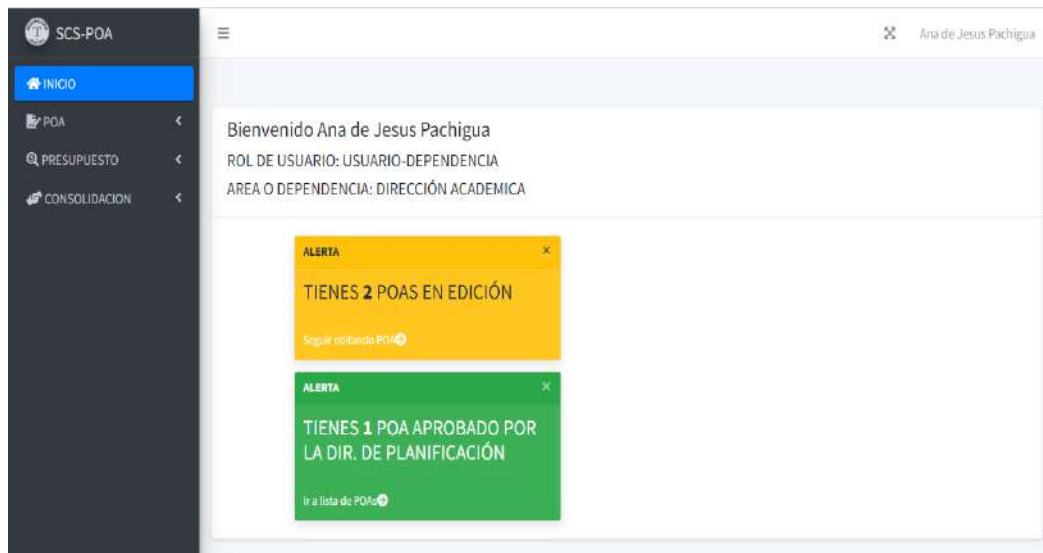 SCS-POA
Ana de Jesus Pachigua
INICIO
POA
PRESUPUESTO
CONSOLIDACION
Bienvenido Ana de Jesus Pachigua
ROL DE USUARIO: USUARIO-DEPENDENCIA
AREA O DEPENDENCIA: DIRECCIÓN ACADEMICA
ALERTA
TIENES 2 POAS EN EDICIÓN
Seguir editando POA
ALERTA
TIENES 1 POA APROBADO POR
LA DIR. DE PLANIFICACIÓN
Ir a lista de POAs